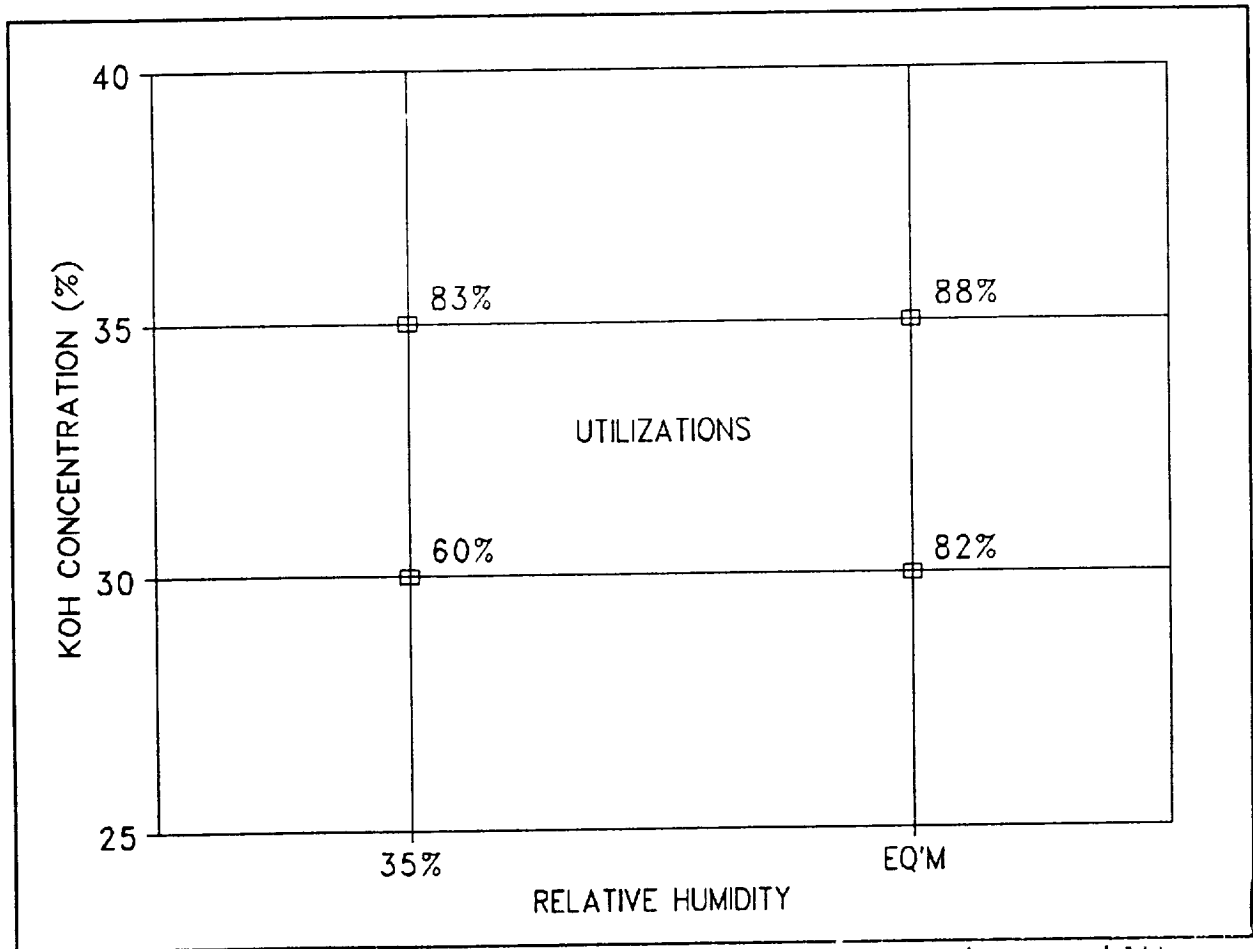 40
83%
88%
35
KOH CONCENTRATION (%)
UTILIZATIONS
60%
82%
30
25
35%
EQ'M
RELATIVE HUMIDITY